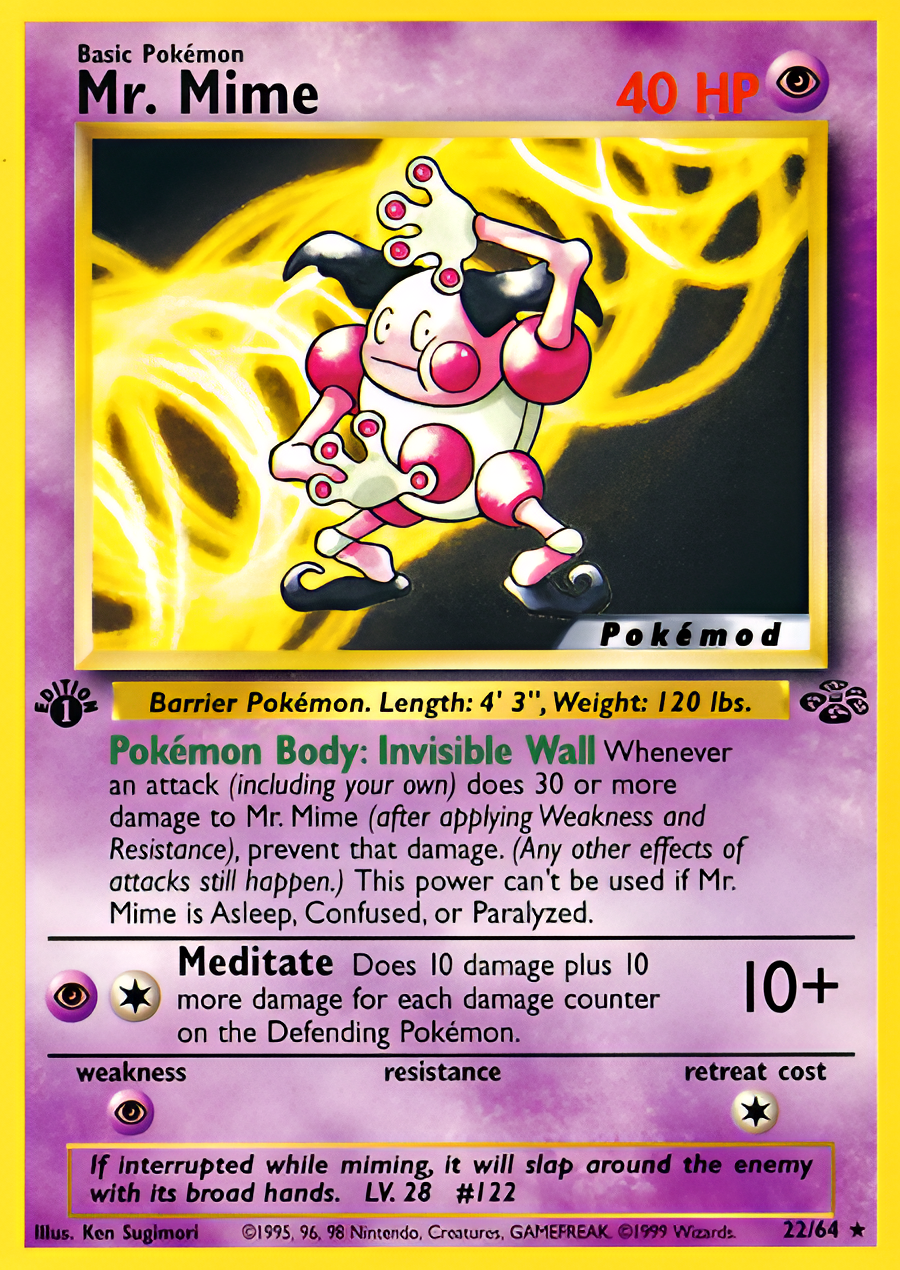 Basic Pokémon
Mr. Mime
40 HP
Pokémod
EDITION
1
Barrier Pokémon. Length: 4' 3", Weight: 120 lbs.
Pokémon Body: Invisible Wall Whenever
an attack (including your own) does 30 or more
damage to Mr. Mime (after applying Weakness and
Resistance), prevent that damage. (Any other effects of
attacks still happen.) This power can't be used if Mr.
Mime is Asleep, Confused, or Paralyzed.
Meditate Does 10 damage plus 10
more damage for each damage counter
on the Defending Pokémon.
10+
weakness resistance retreat cost
If interrupted while miming, it will slap around the enemy
with its broad hands. LV. 28 #122
Illus. Ken Sugimori ©1995, 96, 98 Nintendo, Creatures, GAMEFREAK. ©1999 Wizards. 22/64 ★